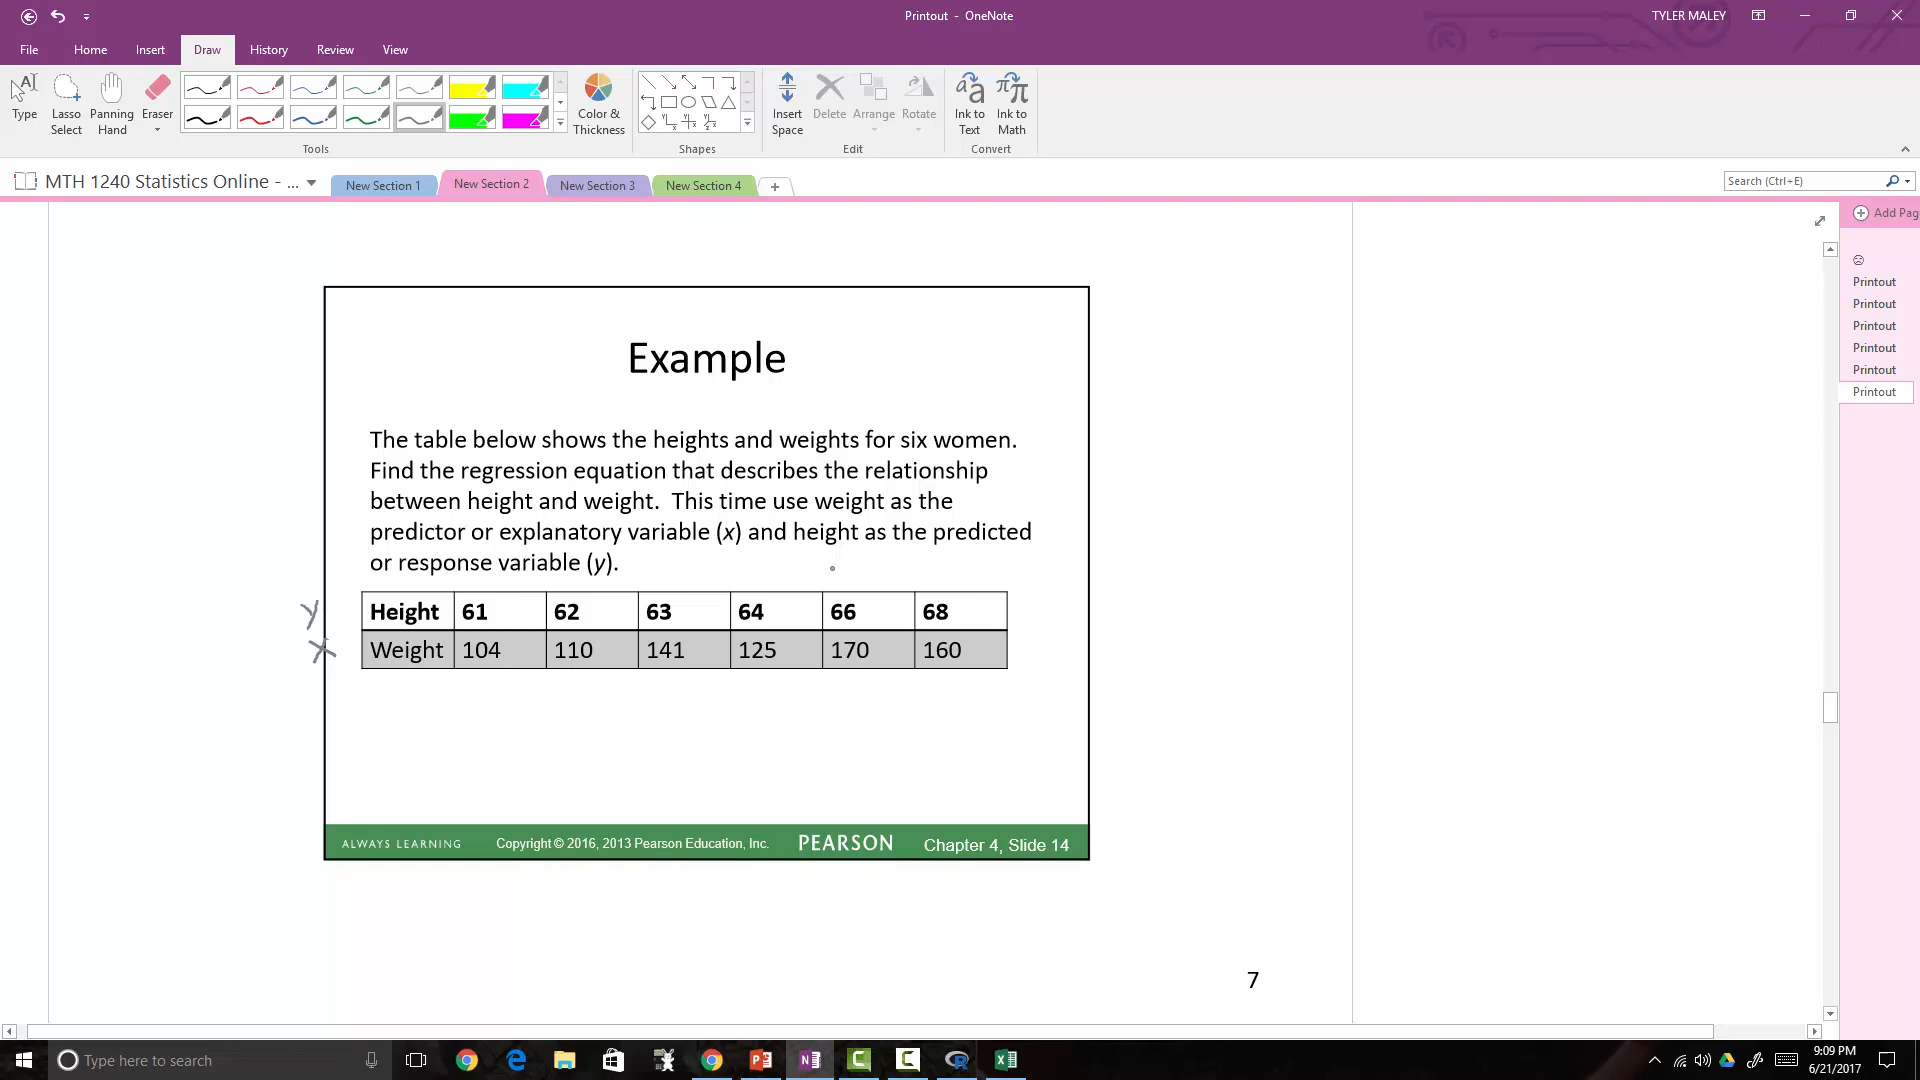 Printout - OneNote
TYLER MALEY
File Home Insert Draw History Review View
Type
Lasso Select
Panning Hand
Eraser
Color & Thickness
Insert Space
Delete
Arrange
Rotate
Ink to Text
Ink to Math
Tools Shapes Edit Convert
MTH 1240 Statistics Online - ...
New Section 1 New Section 2 New Section 3 New Section 4
Search (Ctrl+E)
Add Pag
Printout
Printout
Printout
Printout
Printout
Printout
Example
The table below shows the heights and weights for six women.
Find the regression equation that describes the relationship
between height and weight. This time use weight as the
predictor or explanatory variable (x) and height as the predicted
or response variable (y).
y Height 61 62 63 64 66 68
x Weight 104 110 141 125 170 160
ALWAYS LEARNING Copyright © 2016, 2013 Pearson Education, Inc. PEARSON Chapter 4, Slide 14
7
Type here to search
9:09 PM
6/21/2017